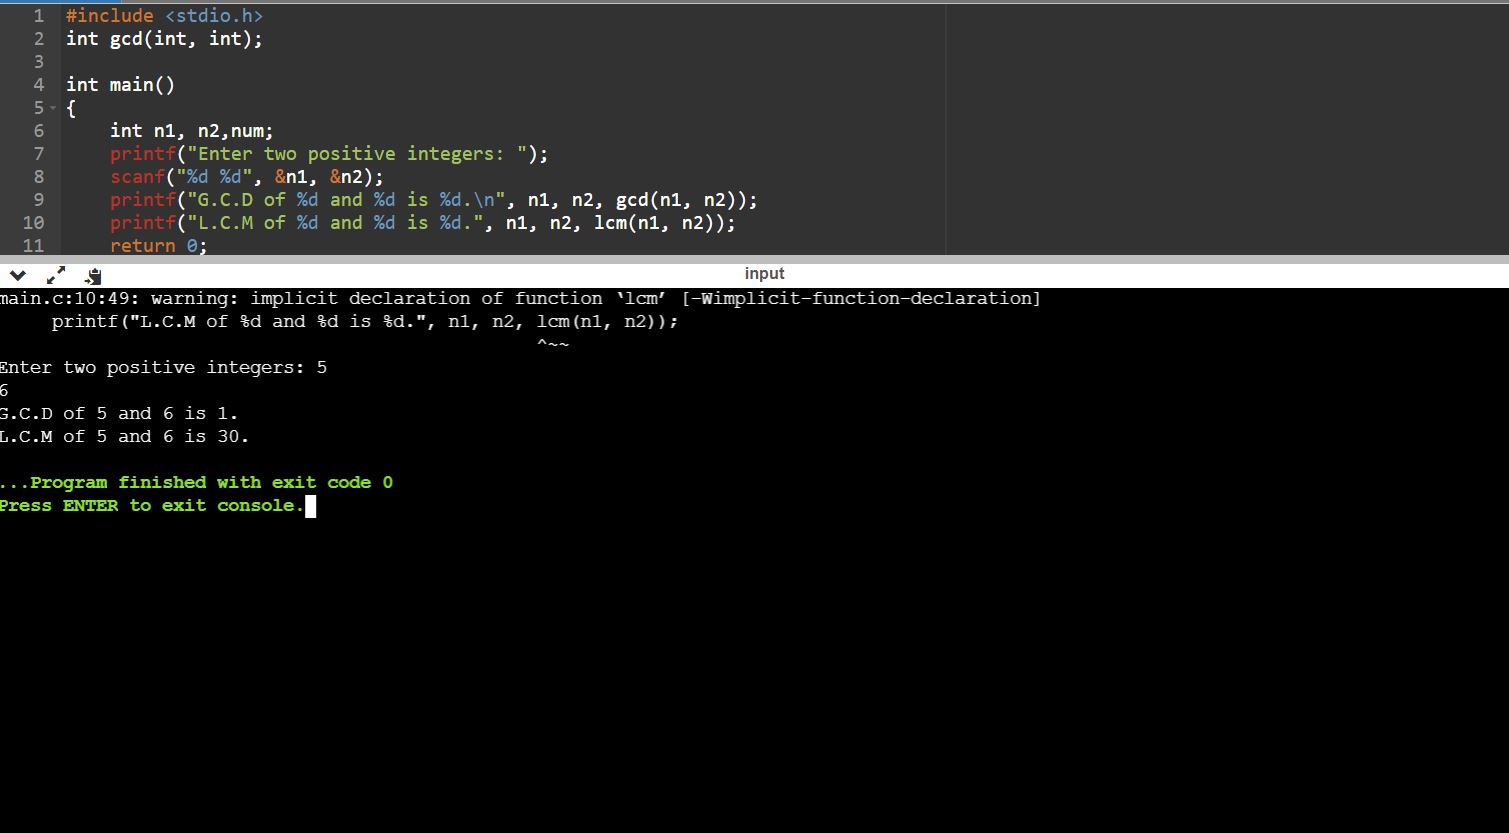 1 #include <stdio.h>
2 int gcd(int, int);
3
4 int main()
5 {
6 int n1, n2,num;
7 printf("Enter two positive integers: ");
8 scanf("%d %d", &n1, &n2);
9 printf("G.C.D of %d and %d is %d.\n", n1, n2, gcd(n1, n2));
10 printf("L.C.M of %d and %d is %d.", n1, n2, lcm(n1, n2));
11 return 0;
input
main.c:10:49: warning: implicit declaration of function ‘lcm’ [-Wimplicit-function-declaration]
printf("L.C.M of %d and %d is %d.", n1, n2, lcm(n1, n2));
^~~
Enter two positive integers: 5
6
G.C.D of 5 and 6 is 1.
L.C.M of 5 and 6 is 30.
...Program finished with exit code 0
Press ENTER to exit console.